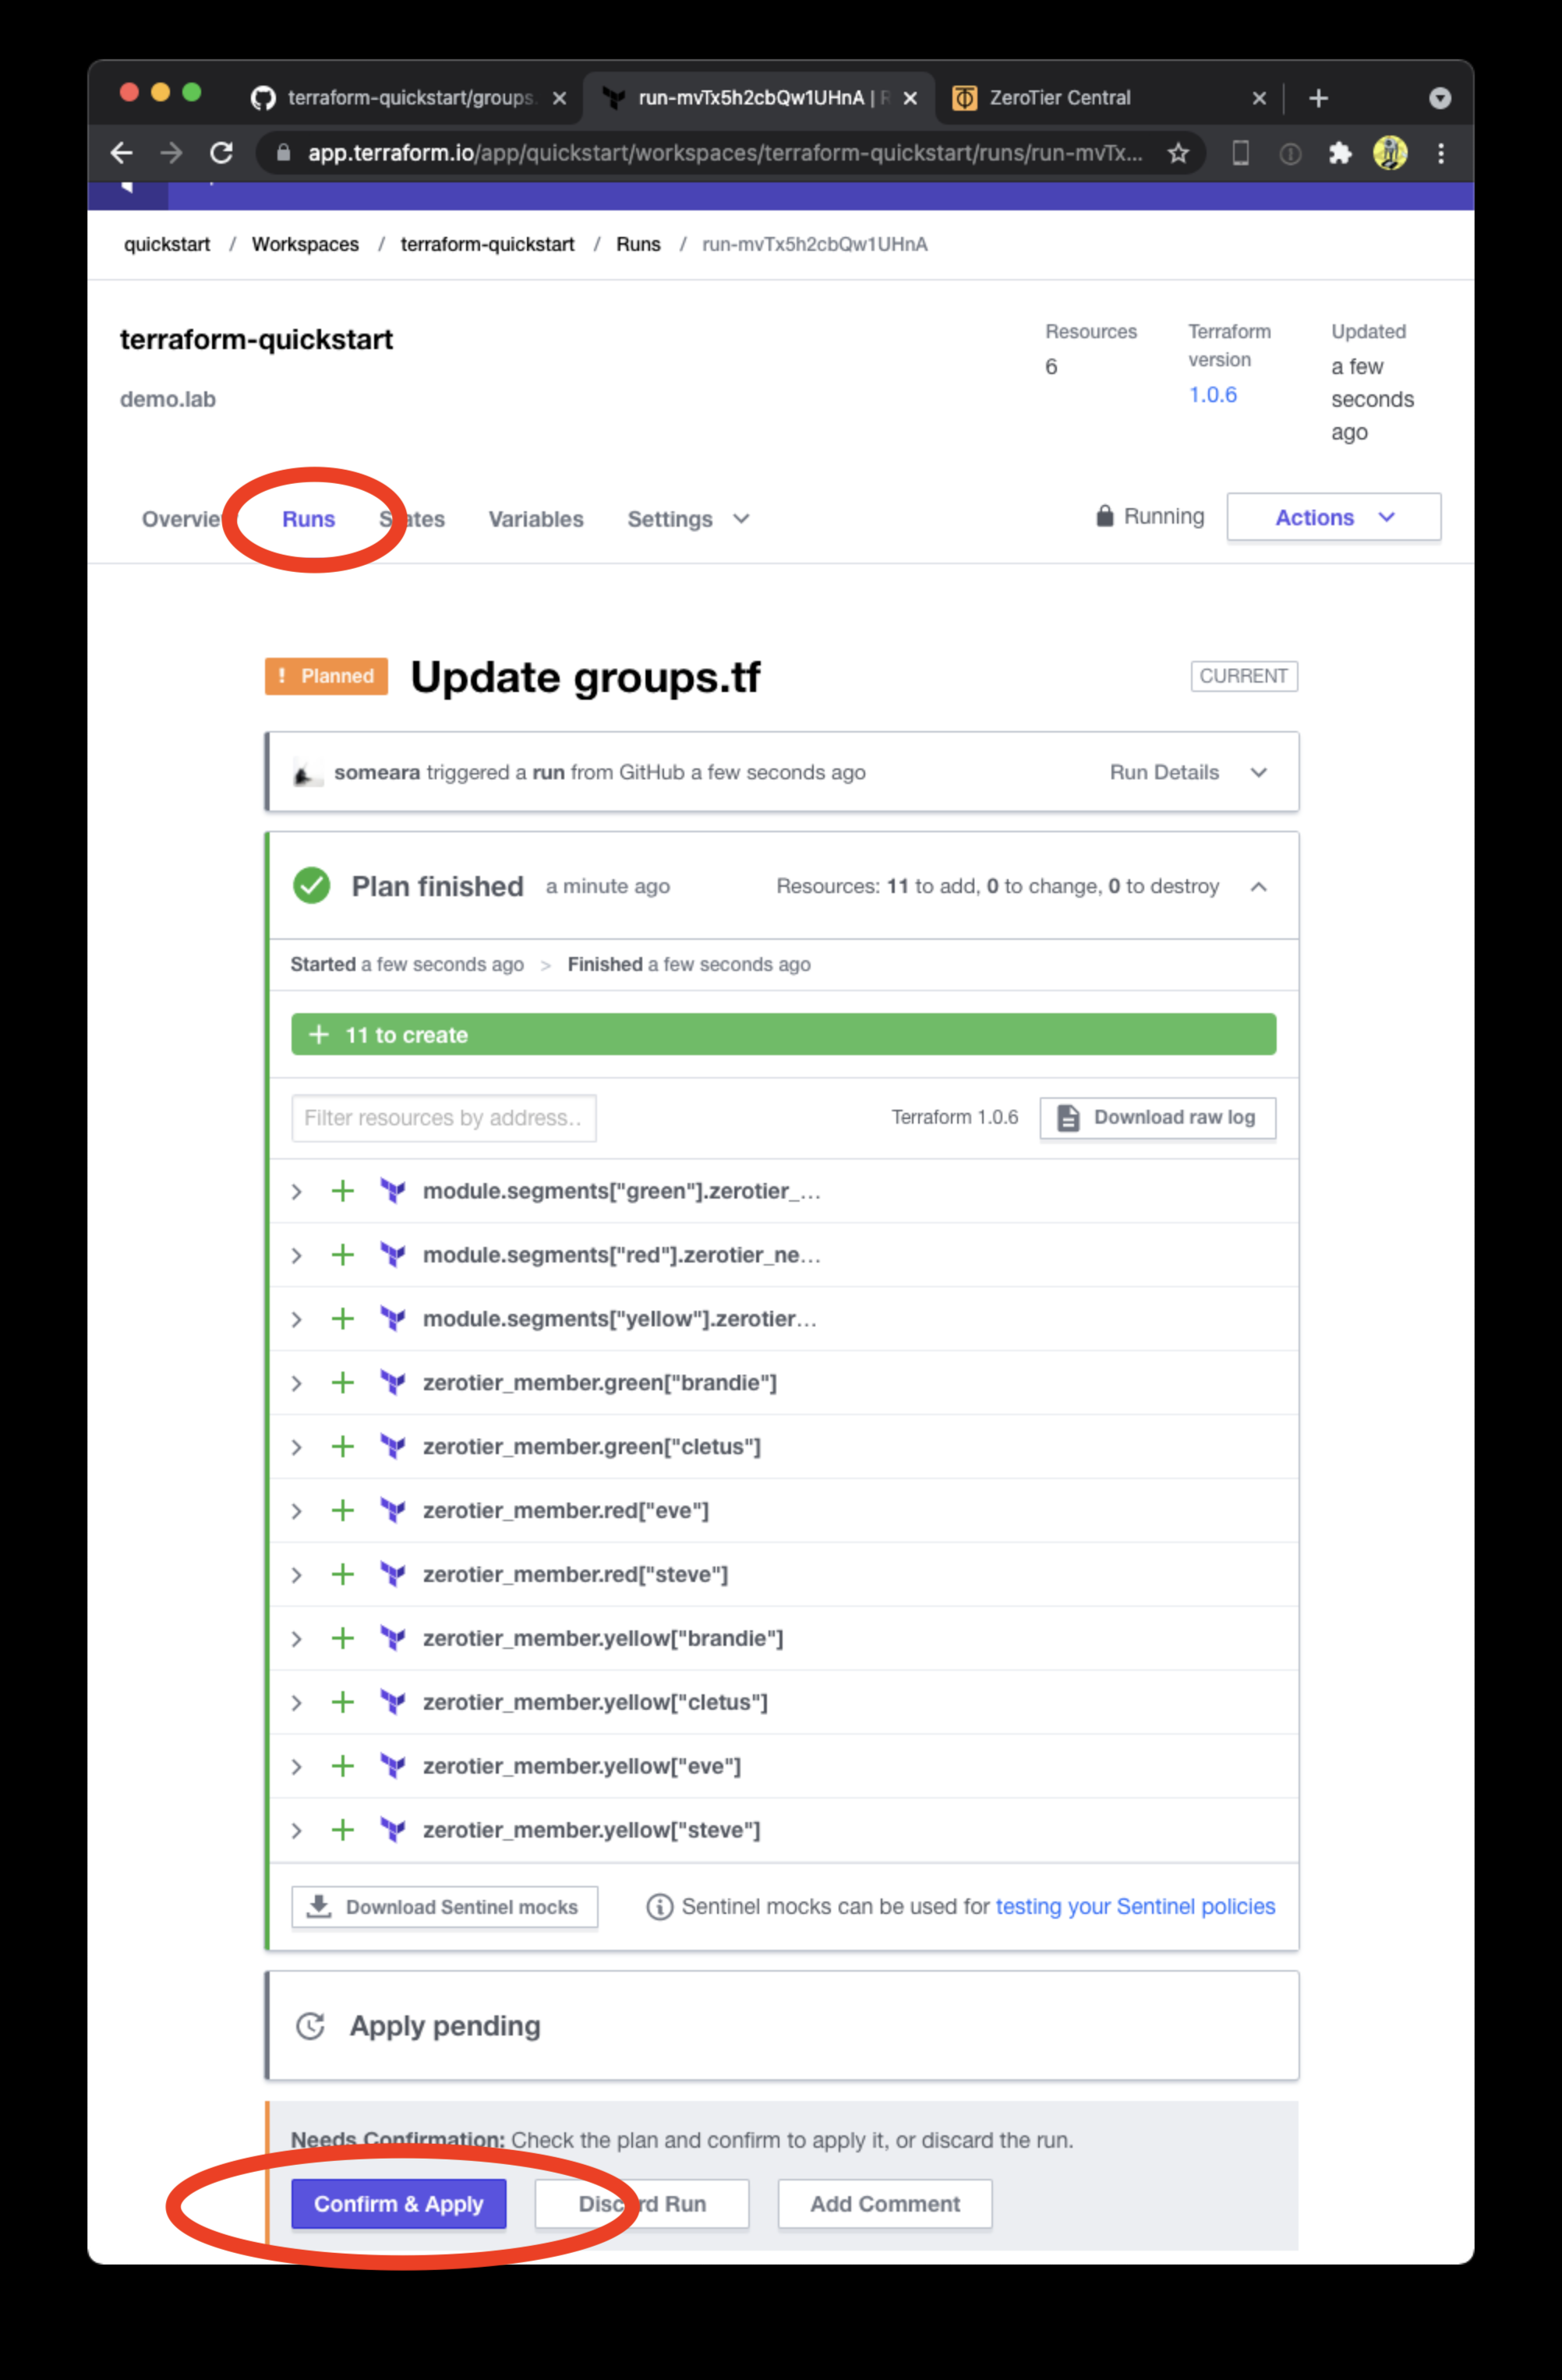 terraform-quickstart/groups.
run-mvTx5h2cbQw1UHnA |
ZeroTier Central
app.terraform.io/app/quickstart/workspaces/terraform-quickstart/runs/run-mvTx...
quickstart / Workspaces / terraform-quickstart / Runs / run-mvTx5h2cbQw1UHnA
terraform-quickstart
demo.lab
Resources
6
Terraform
version
1.0.6
Updated
a few
seconds
ago
Runs
Variables
Settings
Running
Actions
! Planned
Update groups.tf
CURRENT
someara triggered a run from GitHub a few seconds ago
Run Details
Plan finished
a minute ago
Resources: 11 to add, 0 to change, 0 to destroy
Started a few seconds ago > Finished a few seconds ago
+ 11 to create
Filter resources by address..
Terraform 1.0.6
Download raw log
module.segments["green"].zerotier_...
module.segments["red"].zerotier_ne...
module.segments["yellow"].zerotier...
zerotier_member.green["brandie"]
zerotier_member.green["cletus"]
zerotier_member.red["eve"]
zerotier_member.red["steve"]
zerotier_member.yellow["brandie"]
zerotier_member.yellow["cletus"]
zerotier_member.yellow["eve"]
zerotier_member.yellow["steve"]
Download Sentinel mocks
Sentinel mocks can be used for testing your Sentinel policies
Apply pending
Needs Confirmation: Check the plan and confirm to apply it, or discard the run.
Confirm & Apply
Discard Run
Add Comment